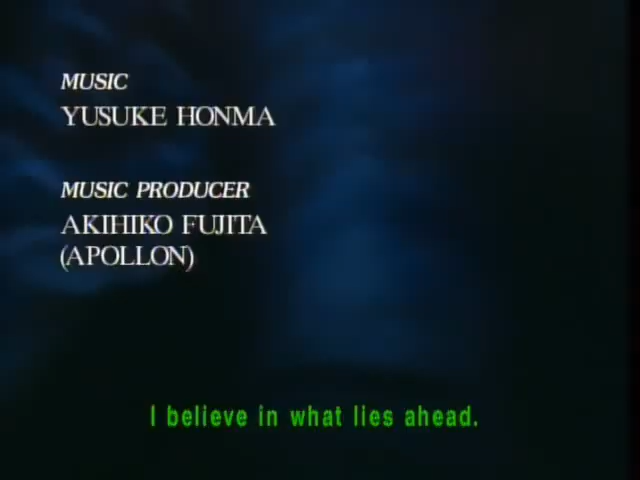 MUSIC
YUSUKE HONMA
MUSIC PRODUCER
AKIHIKO FUJITA
(APOLLON)
I believe in what lies ahead.